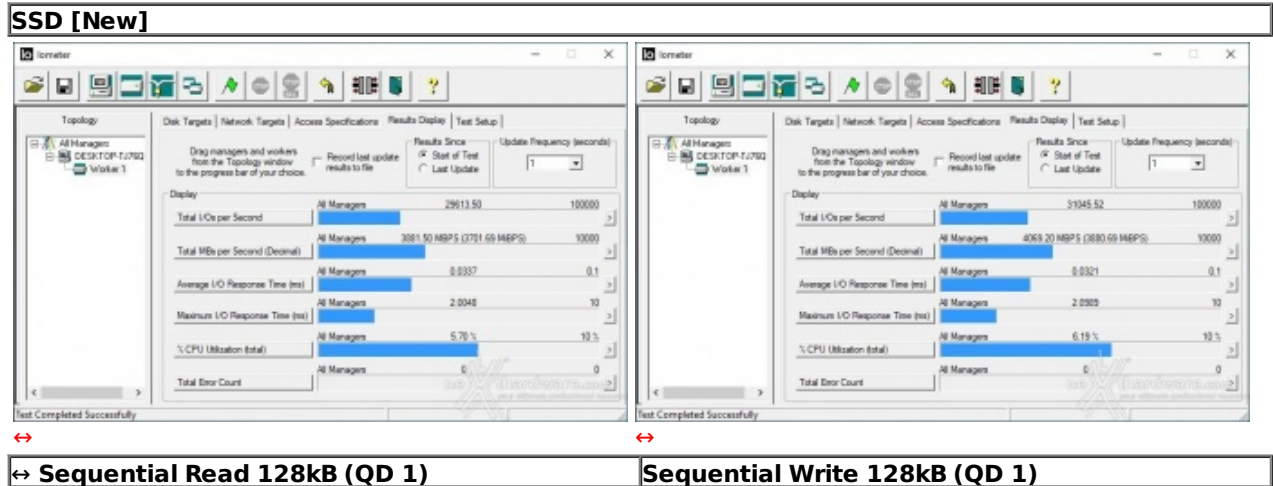 SSD [New]
Iometer
Topology
All Managers
DESKTOP-TJ79Q
Worker 1
Disk Targets | Network Targets | Access Specifications | Results Display | Test Setup
Drag managers and workers
from the Topology window
to the progress bar of your choice.
Record last update
results to file
Results Since
Start of Test
Last Update
Update Frequency (seconds)
1
Display
All Managers 29613.50 100000
Total I/Os per Second
All Managers 3881.50 MBPS (3701.69 MiBPS) 10000
Total MBs per Second (Decimal)
All Managers 0.0337 0.1
Average I/O Response Time (ms)
All Managers 2.0048 10
Maximum I/O Response Time (ms)
All Managers 5.70 % 10 %
% CPU Utilization (total)
All Managers 0 0
Total Error Count
Test Completed Successfully
Iometer
Topology
All Managers
DESKTOP-TJ79Q
Worker 1
Disk Targets | Network Targets | Access Specifications | Results Display | Test Setup
Drag managers and workers
from the Topology window
to the progress bar of your choice.
Record last update
results to file
Results Since
Start of Test
Last Update
Update Frequency (seconds)
1
Display
All Managers 31045.52 100000
Total I/Os per Second
All Managers 4069.20 MBPS (3880.69 MiBPS) 10000
Total MBs per Second (Decimal)
All Managers 0.0321 0.1
Average I/O Response Time (ms)
All Managers 2.0989 10
Maximum I/O Response Time (ms)
All Managers 6.19 % 10 %
% CPU Utilization (total)
All Managers 0 0
Total Error Count
Test Completed Successfully
↔ ↔
↔ Sequential Read 128kB (QD 1) Sequential Write 128kB (QD 1)